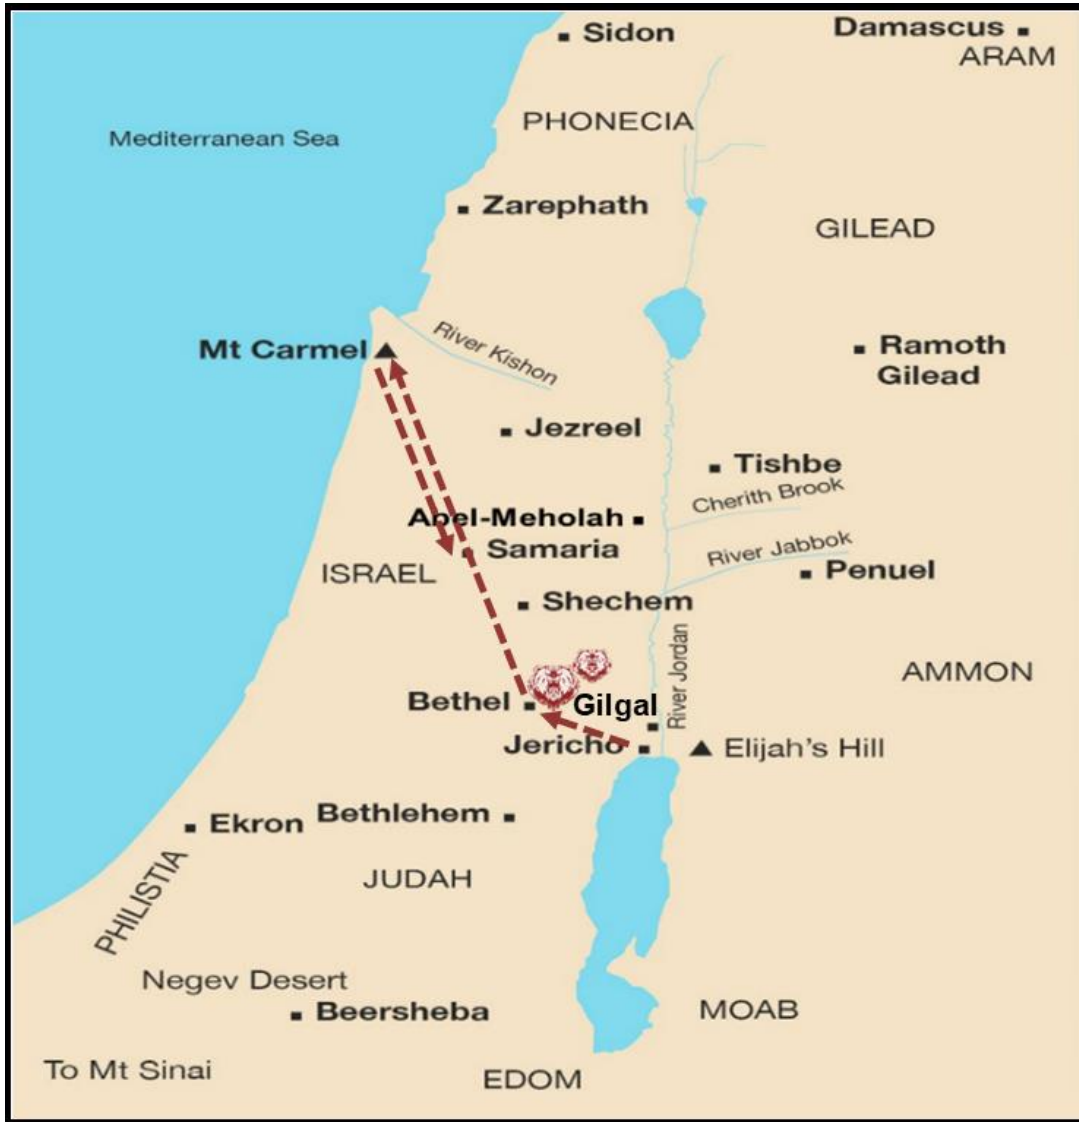 Sidon
Damascus
ARAM
PHONECIA
Mediterranean Sea
Zarephath
GILEAD
River Kishon
Mt Carmel
Ramoth
Gilead
Jezreel
Tishbe
Cherith Brook
Abel-Meholah
Samaria
River Jabbok
ISRAEL
Penuel
Shechem
River Jordan
AMMON
Bethel
Gilgal
Jericho
Elijah's Hill
Ekron
Bethlehem
PHILISTIA
JUDAH
Negev Desert
Beersheba
MOAB
To Mt Sinai
EDOM